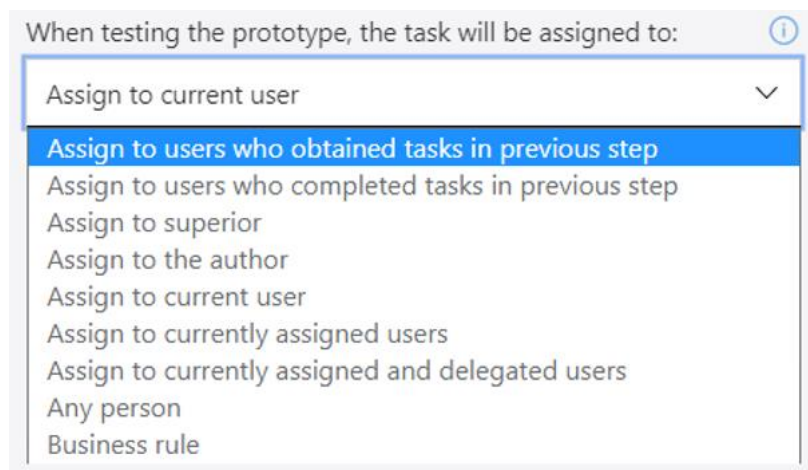 When testing the prototype, the task will be assigned to:
Assign to current user
Assign to users who obtained tasks in previous step
Assign to users who completed tasks in previous step
Assign to superior
Assign to the author
Assign to current user
Assign to currently assigned users
Assign to currently assigned and delegated users
Any person
Business rule